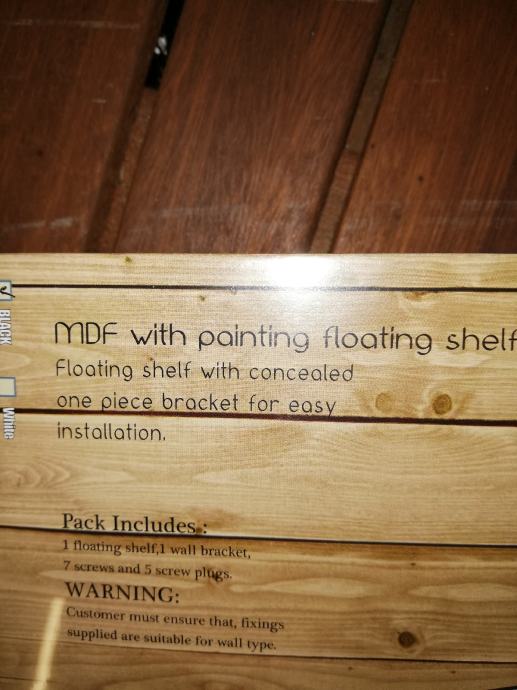 BLACK
White
MDF with painting floating shelf
Floating shelf with concealed
one piece bracket for easy
installation.
Pack Includes :
1 floating shelf,1 wall bracket,
7 screws and 5 screw plugs.
WARNING:
Customer must ensure that, fixings
supplied are suitable for wall type.